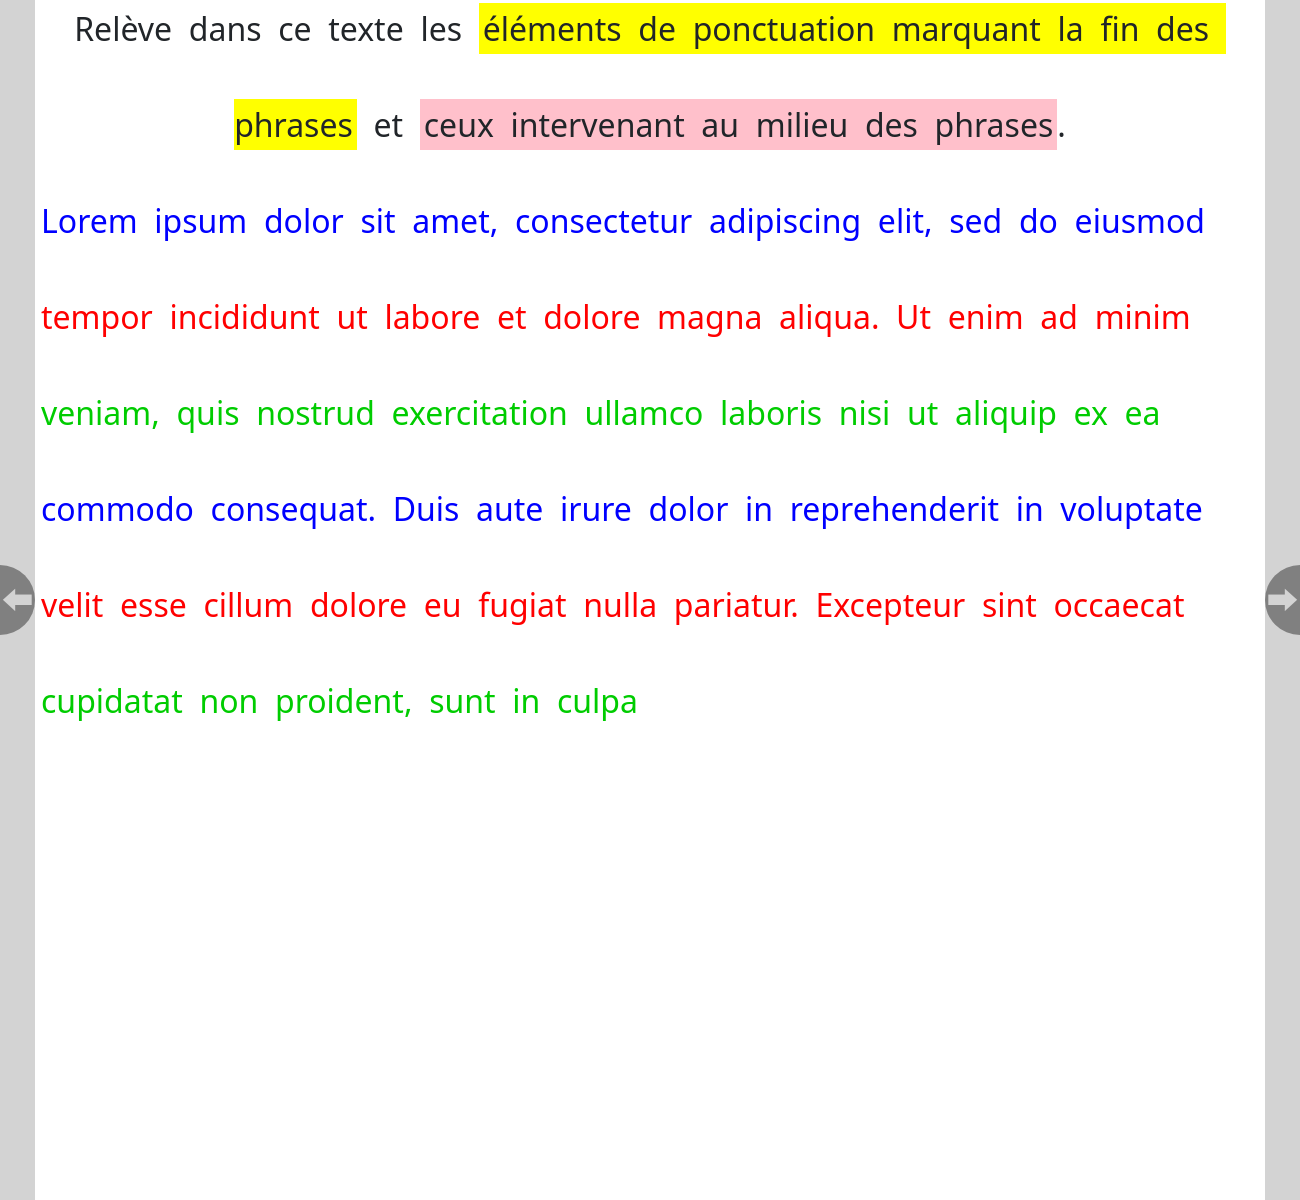 Relève dans ce texte les éléments de ponctuation marquant la fin des
phrases et ceux intervenant au milieu des phrases.
Lorem ipsum dolor sit amet, consectetur adipiscing elit, sed do eiusmod
tempor incididunt ut labore et dolore magna aliqua. Ut enim ad minim
veniam, quis nostrud exercitation ullamco laboris nisi ut aliquip ex ea
commodo consequat. Duis aute irure dolor in reprehenderit in voluptate
velit esse cillum dolore eu fugiat nulla pariatur. Excepteur sint occaecat
cupidatat non proident, sunt in culpa